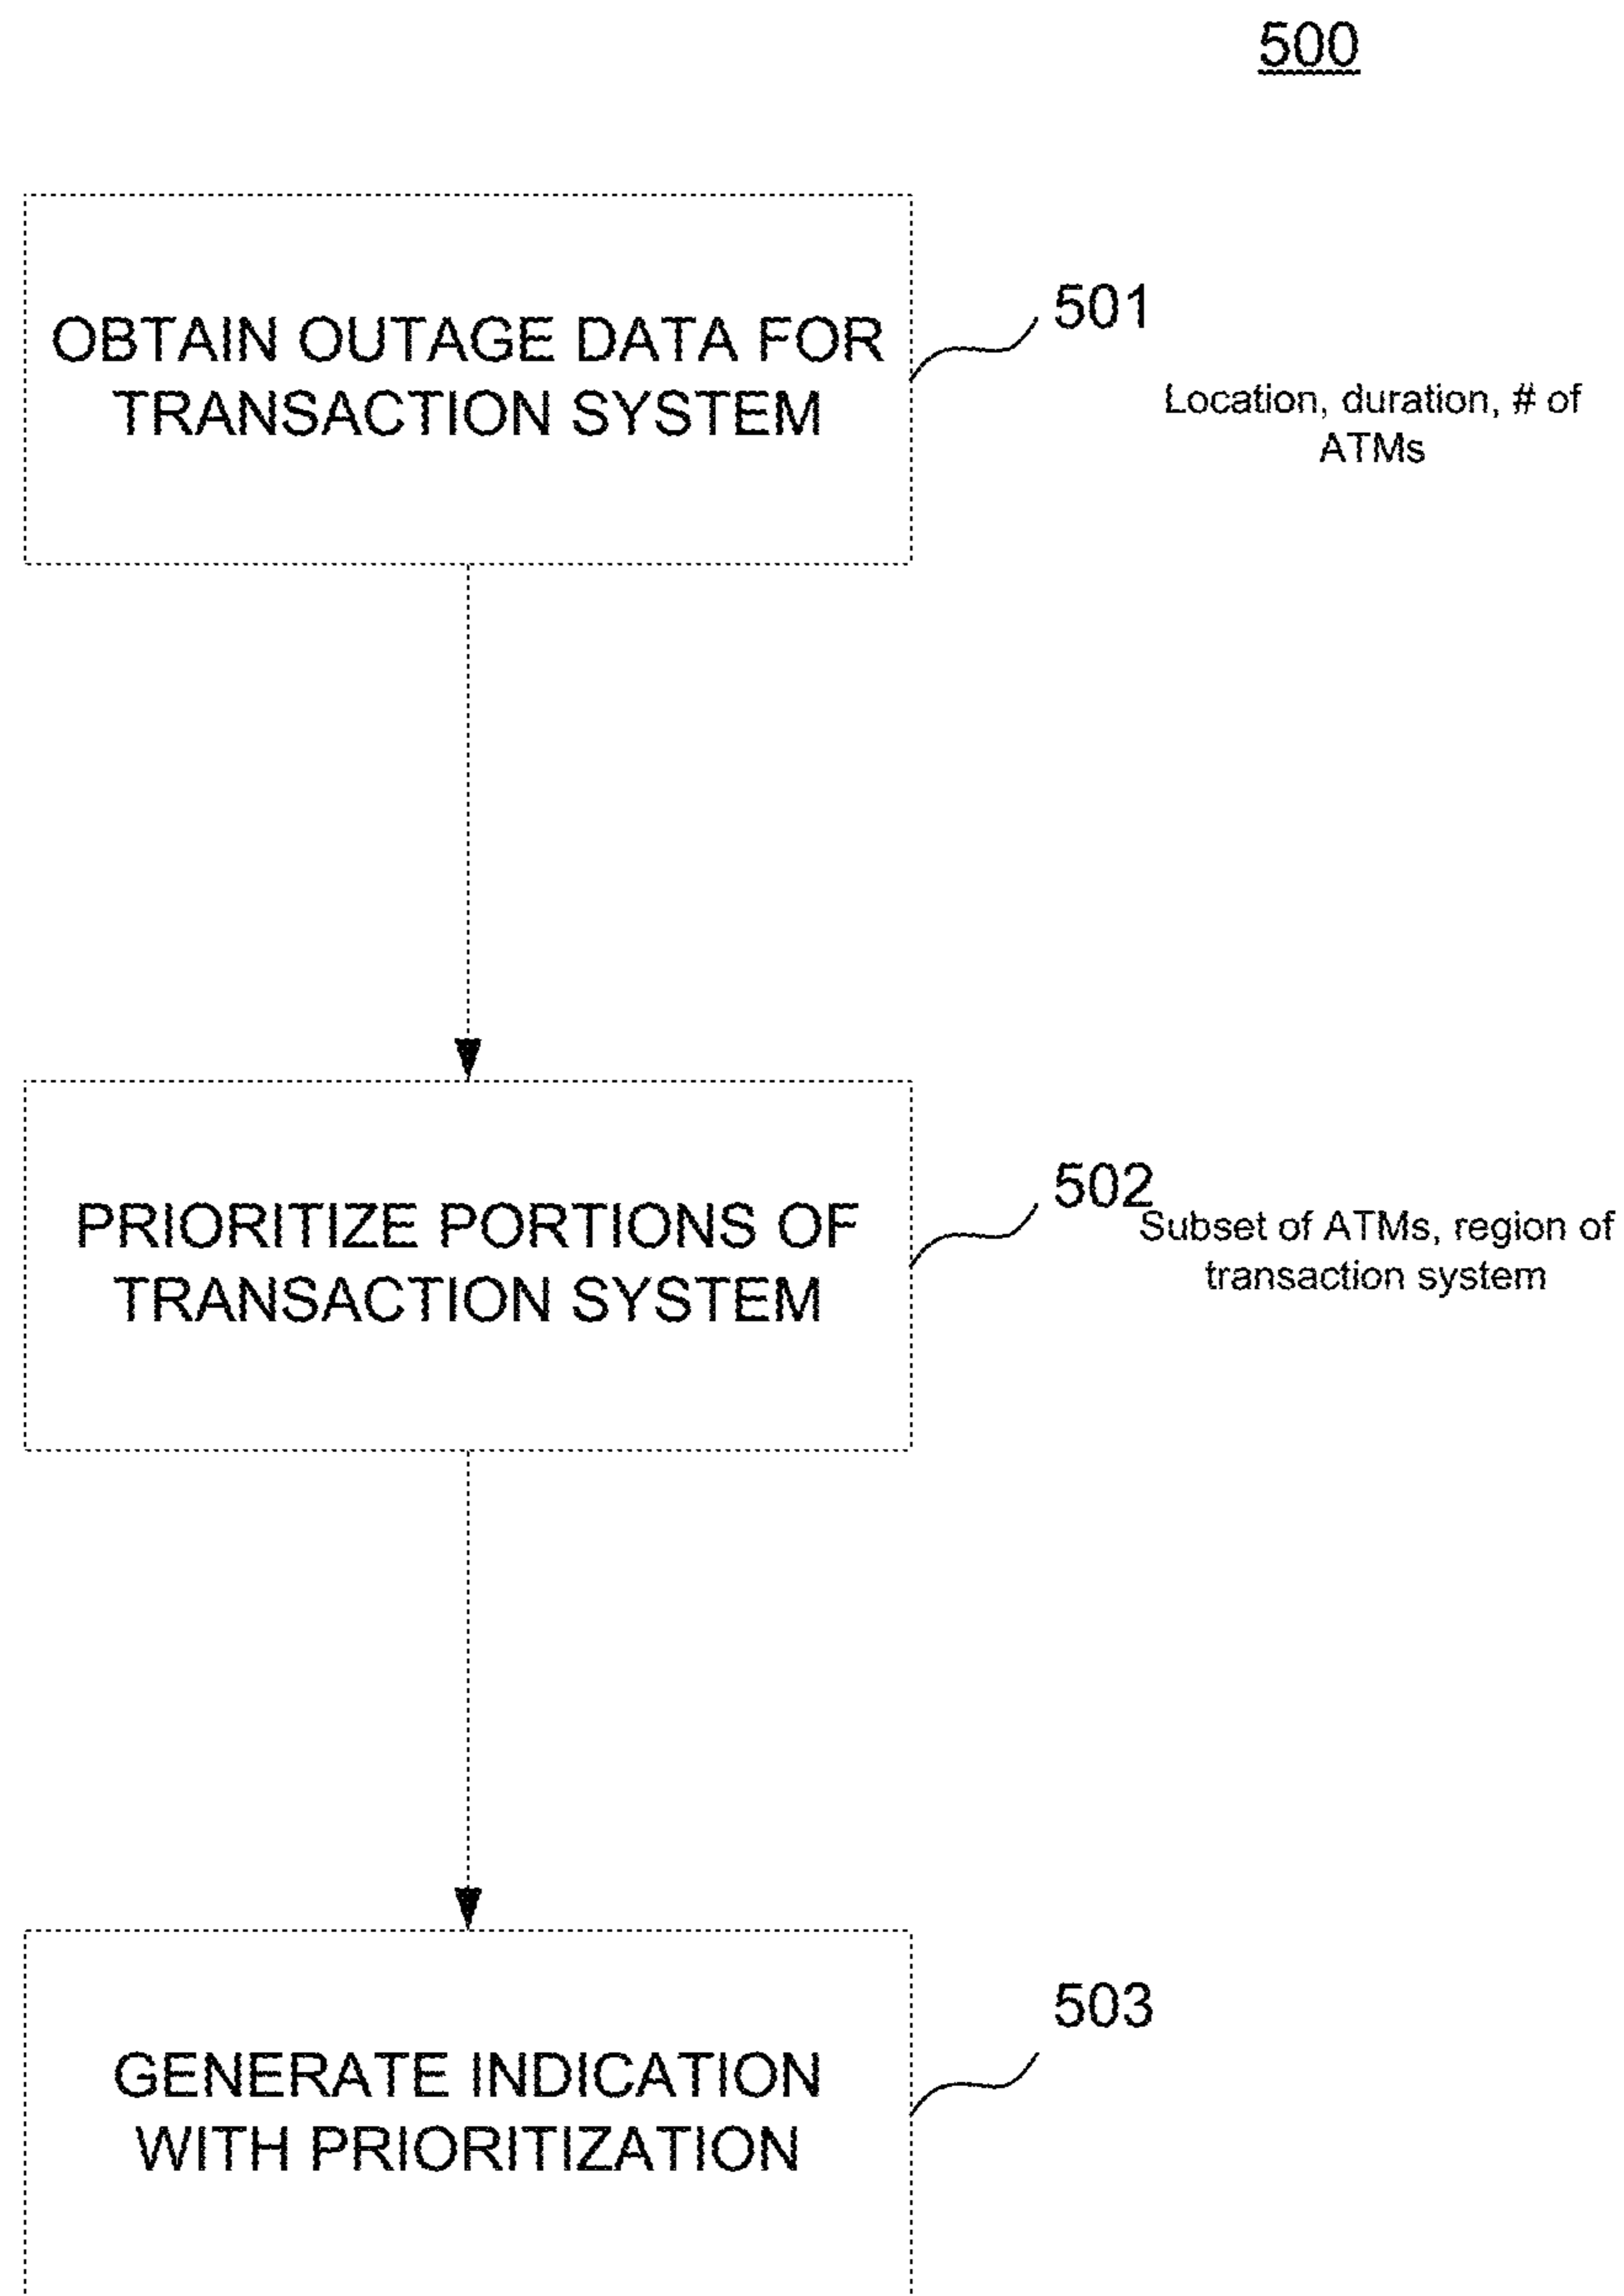 500
OBTAIN OUTAGE DATA FOR
TRANSACTION SYSTEM
501
Location, duration, # of
ATMs
PRIORITIZE PORTIONS OF
TRANSACTION SYSTEM
502
Subset of ATMs, region of
transaction system
GENERATE INDICATION
WITH PRIORITIZATION
503